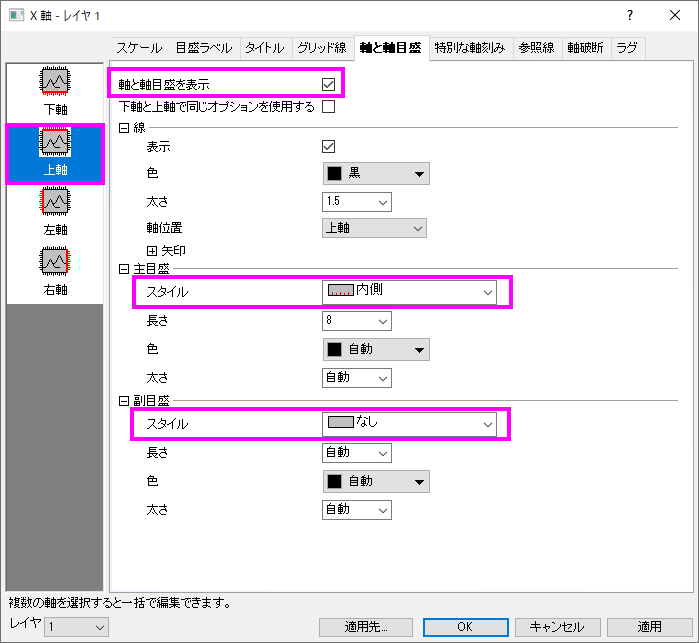 X 軸 - レイヤ 1
スケール 目盛ラベル タイトル グリッド線 軸と軸目盛 特別な軸刻み 参照線 軸破断 ラグ
下軸
上軸
左軸
右軸
軸と軸目盛を表示
下軸と上軸で同じオプションを使用する
線
表示
色 黒
太さ 1.5
軸位置 上軸
矢印
主目盛
スタイル 内側
長さ 8
色 自動
太さ 自動
副目盛
スタイル なし
長さ 自動
色 自動
太さ 自動
複数の軸を選択すると一括で編集できます。
レイヤ 1
適用先... OK キャンセル 適用